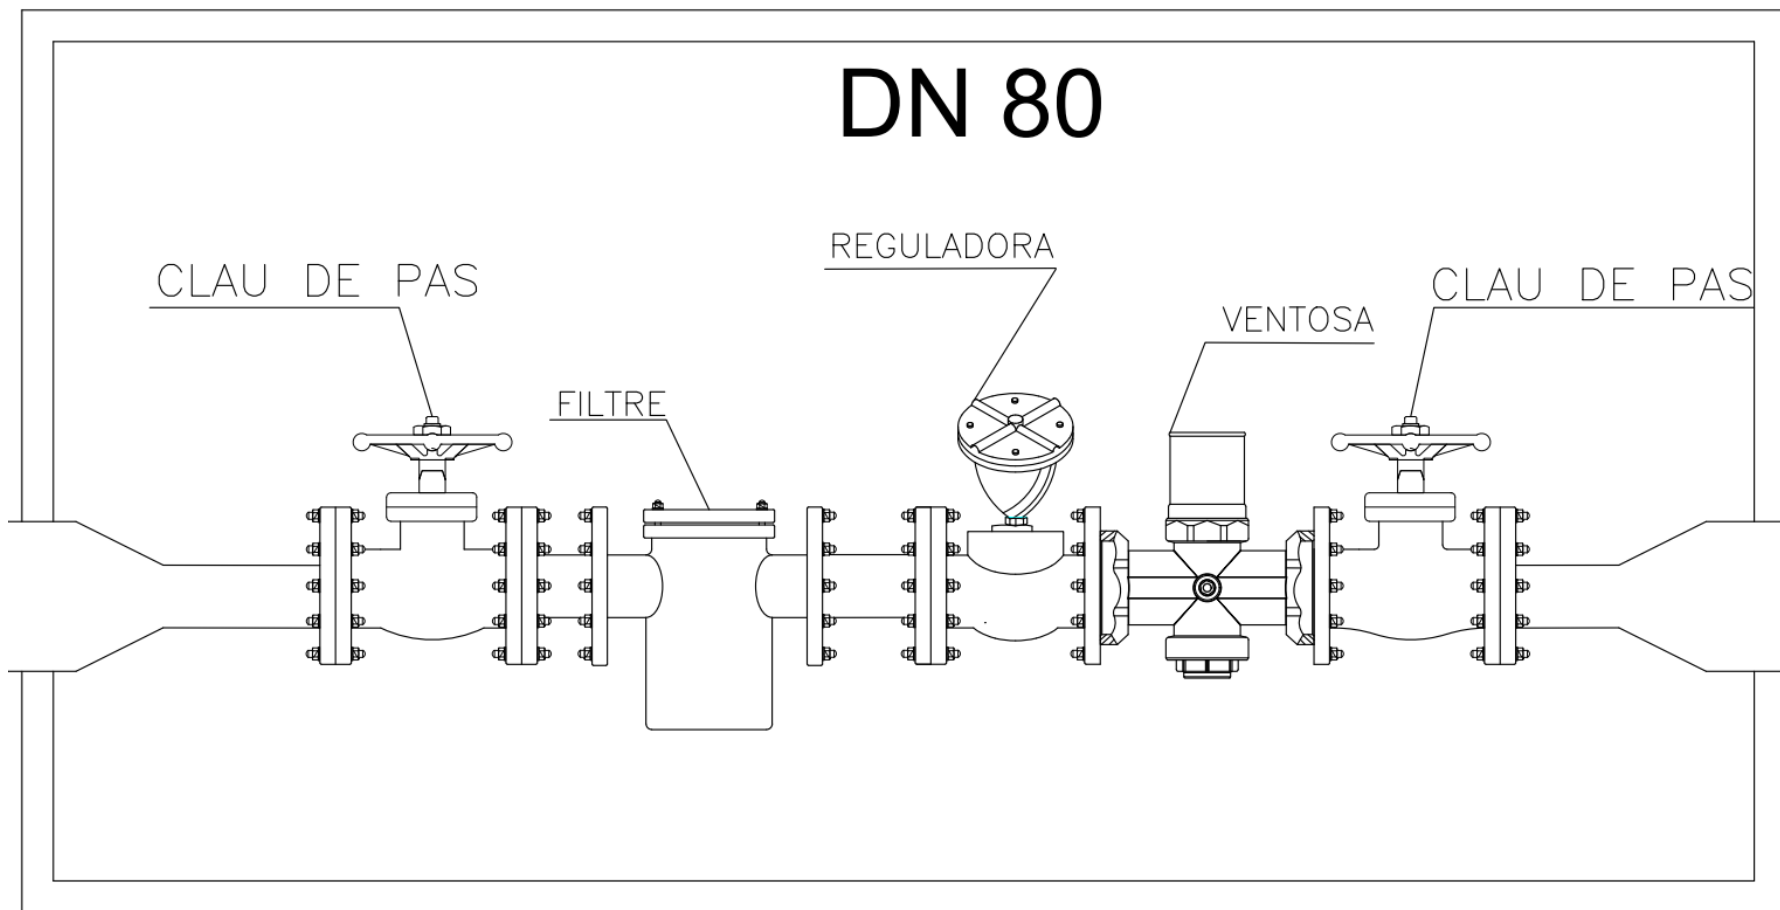 DN 80
REGULADORA
CLAU DE PAS
CLAU DE PAS
VENTOSA
FILTRE